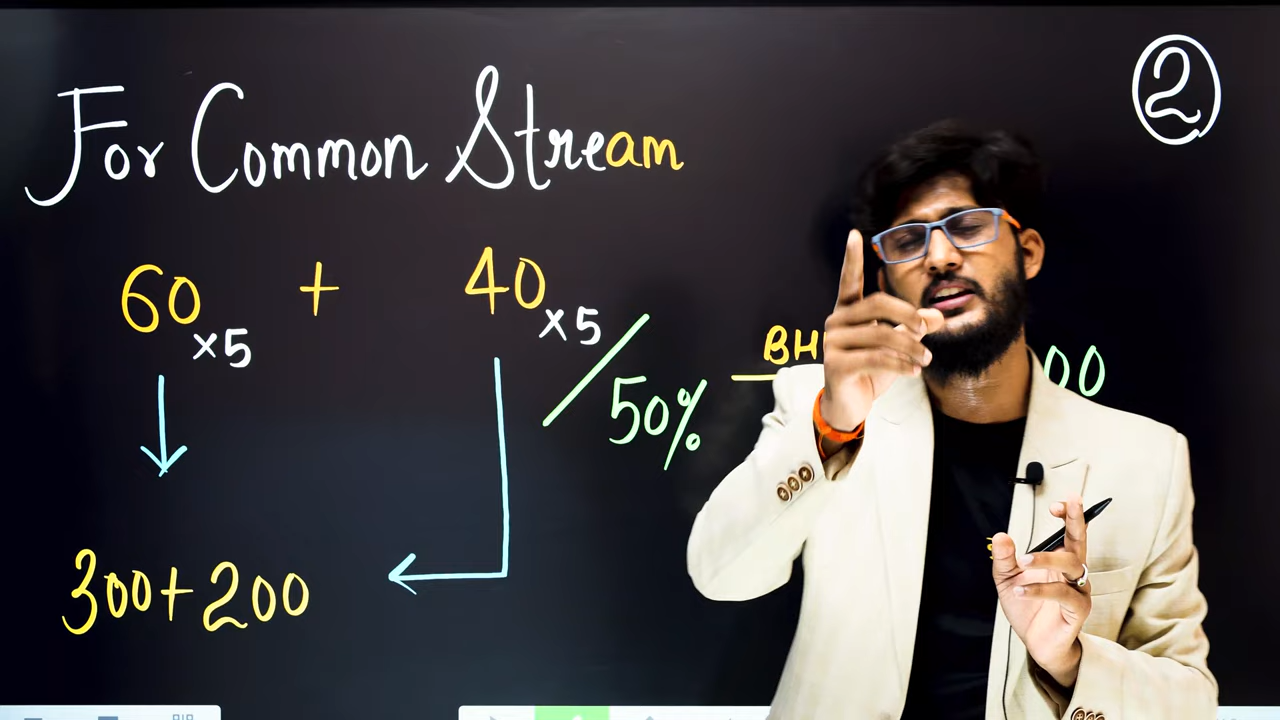 2
For Common Stream
60 + 40
×5 ×5
50%
300+200